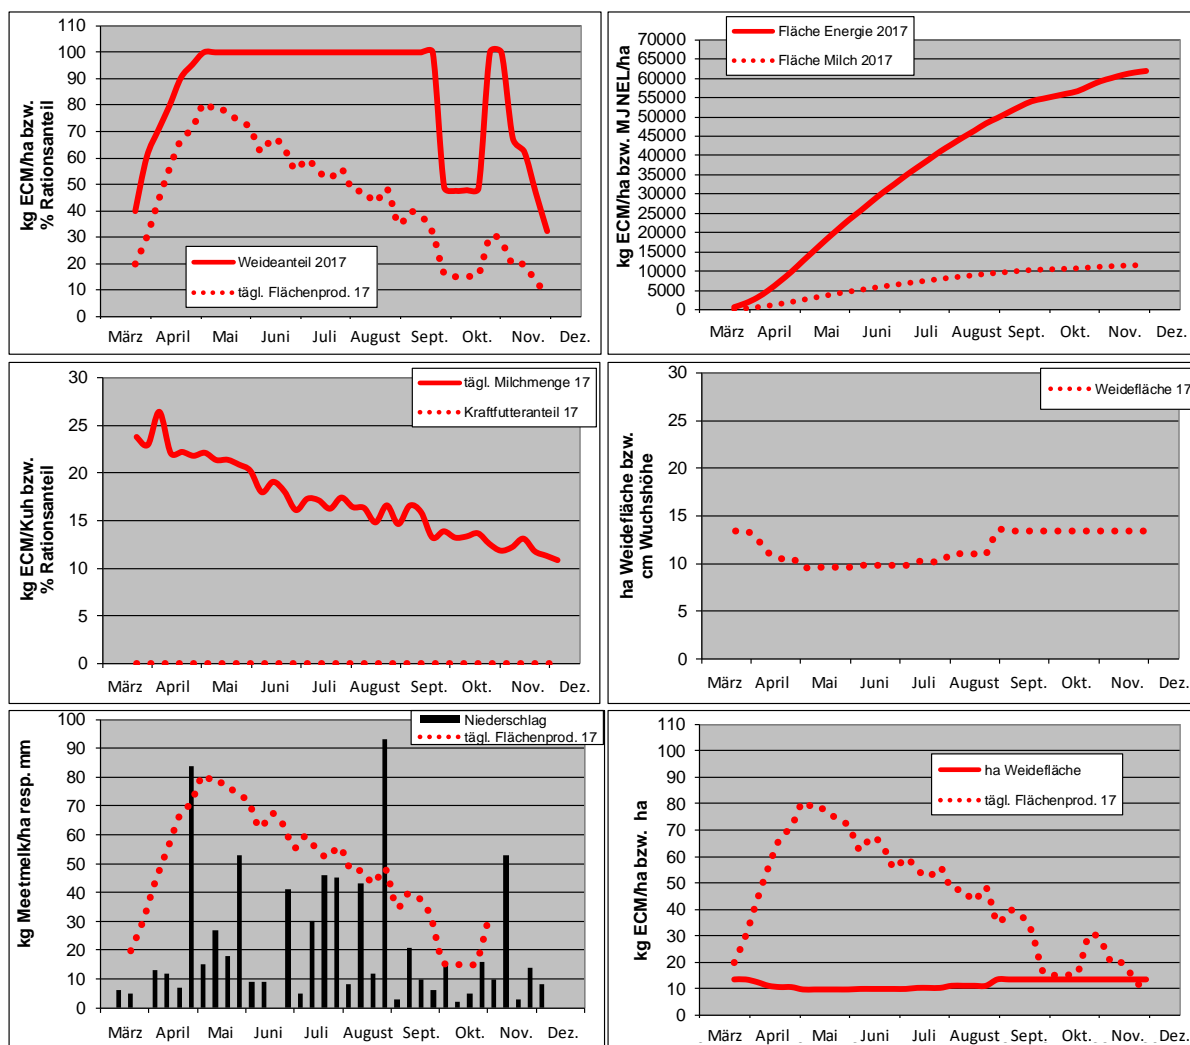 kg ECM/ha bzw.
% Rationsanteil
110
100
90
80
70
60
50
40
30
20
10
0
Weideanteil 2017
tägl. Flächenprod. 17
März April Mai Juni Juli August Sept. Okt. Nov. Dez.
kg ECM/ha bzw. MJ NEL/ha
Fläche Energie 2017
Fläche Milch 2017
70000
65000
60000
55000
50000
45000
40000
35000
30000
25000
20000
15000
10000
5000
0
März April Mai Juni Juli August Sept. Okt. Nov. Dez.
kg ECM/Kuh bzw.
% Rationsanteil
30
25
20
15
10
5
0
tägl. Milchmenge 17
Kraftfutteranteil 17
März April Mai Juni Juli August Sept. Okt. Nov. Dez.
ha Weidefläche bzw.
cm Wuchshöhe
30
25
20
15
10
5
0
Weidefläche 17
März April Mai Juni Juli August Sept. Okt. Nov. Dez.
kg Meetmelk/ha resp. mm
100
90
80
70
60
50
40
30
20
10
0
Niederschlag
tägl. Flächenprod. 17
März April Mai Juni Juli August Sept. Okt. Nov. Dez.
kg ECM/ha bzw. ha
110
100
90
80
70
60
50
40
30
20
10
0
ha Weidefläche
tägl. Flächenprod. 17
März April Mai Juni Juli August Sept. Okt. Nov. Dez.